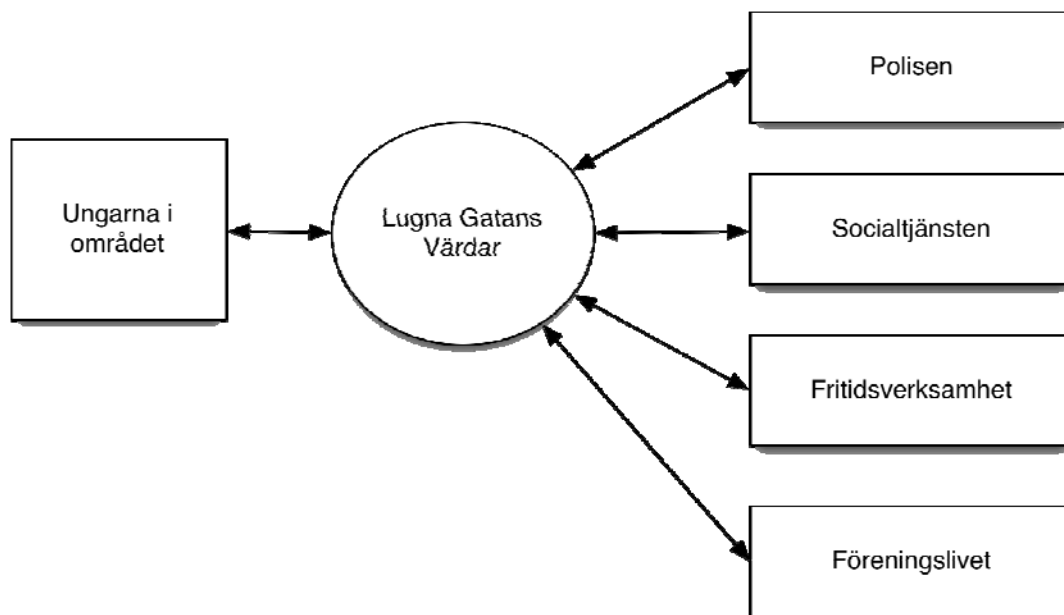 Ungarna i
området
Lugna Gatans
Värdar
Polisen
Socialtjänsten
Fritidsverksamhet
Föreningslivet